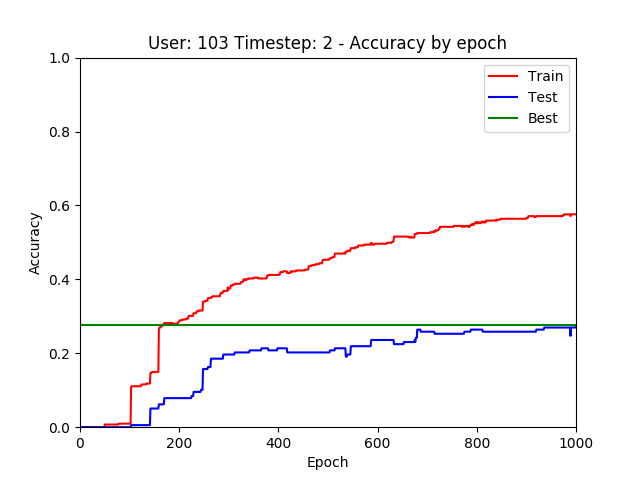 User: 103 Timestep: 2 - Accuracy by epoch
1.0
0.8
0.6
0.4
0.2
0.0
Accuracy
Train
Test
Best
0 200 400 600 800 1000
Epoch